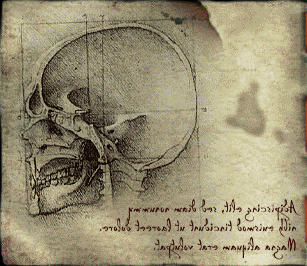 Adipiscing elit, sed diam nonummy
nibh euismod tincidunt ut laoreet dolore.
Magna aliquam erat volutpat.